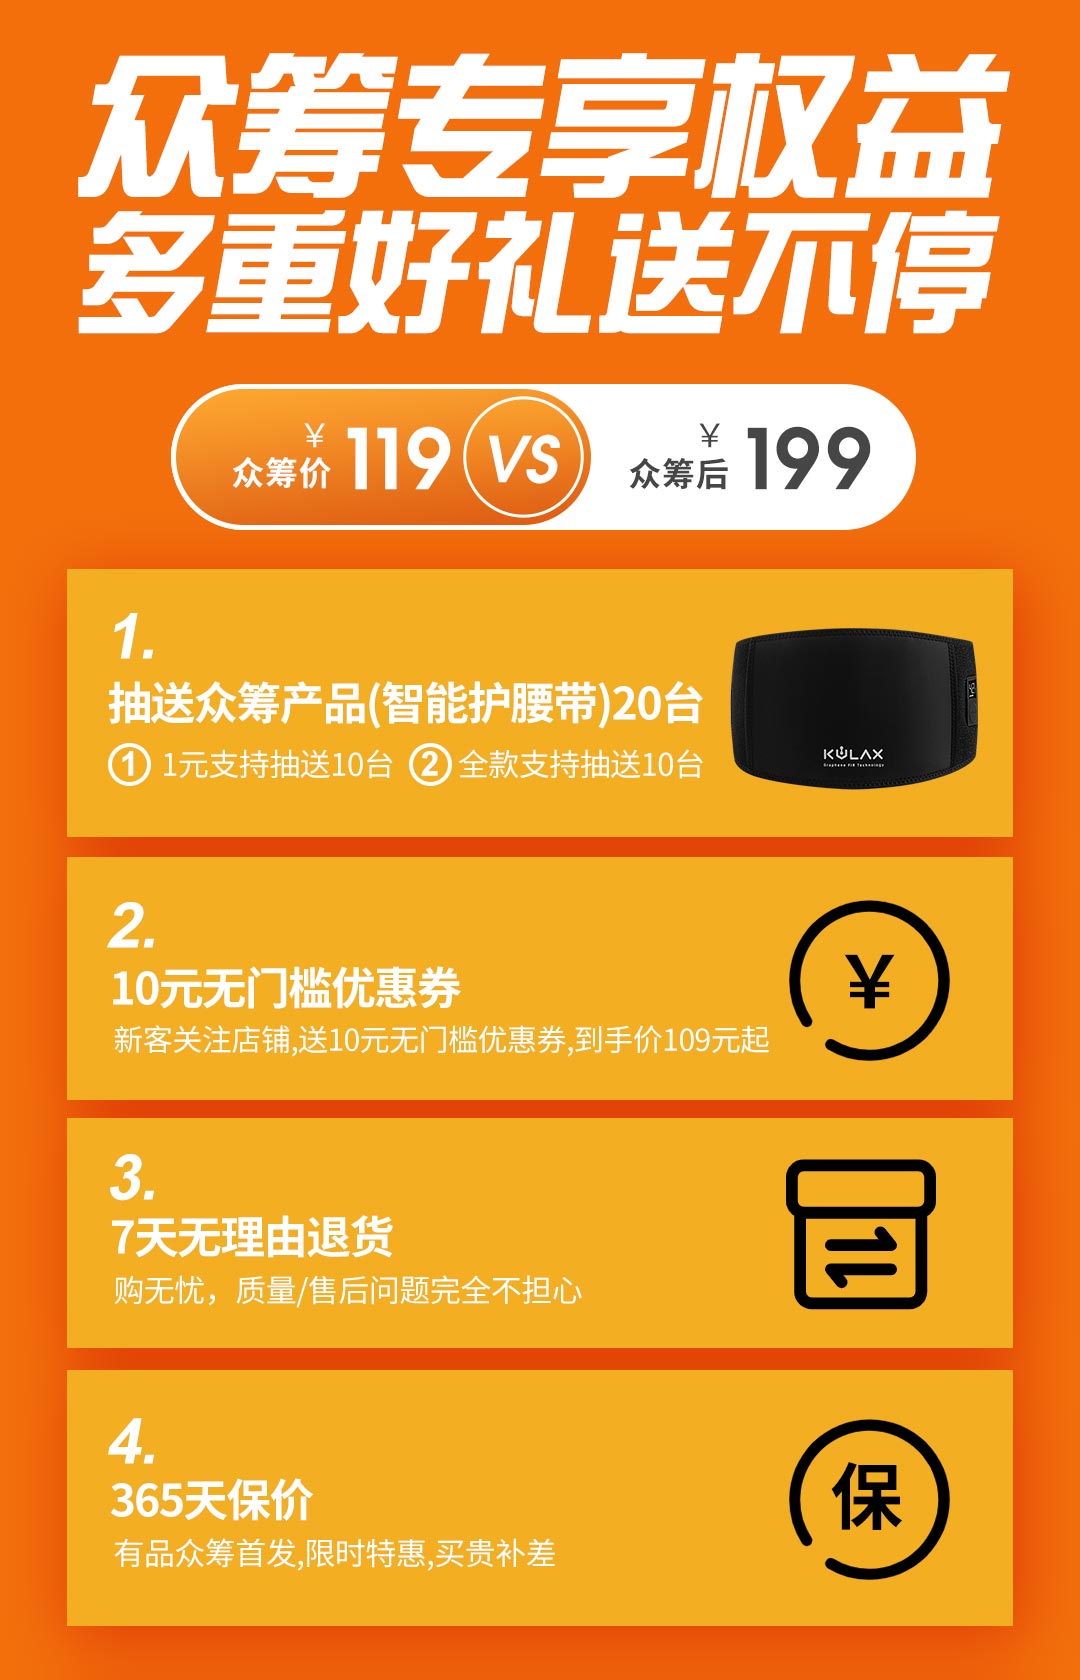 众筹专享权益
多重好礼送不停
¥
众筹价 119
VS
¥
众筹后 199
1.
抽送众筹产品(智能护腰带)20台
1 1元支持抽送10台 2 全款支持抽送10台
KULAX
Graphene FIR Technology
2.
10元无门槛优惠券
新客关注店铺,送10元无门槛优惠券,到手价109元起
¥
3.
7天无理由退货
购无忧，质量/售后问题完全不担心
4.
365天保价
有品众筹首发,限时特惠,买贵补差
保